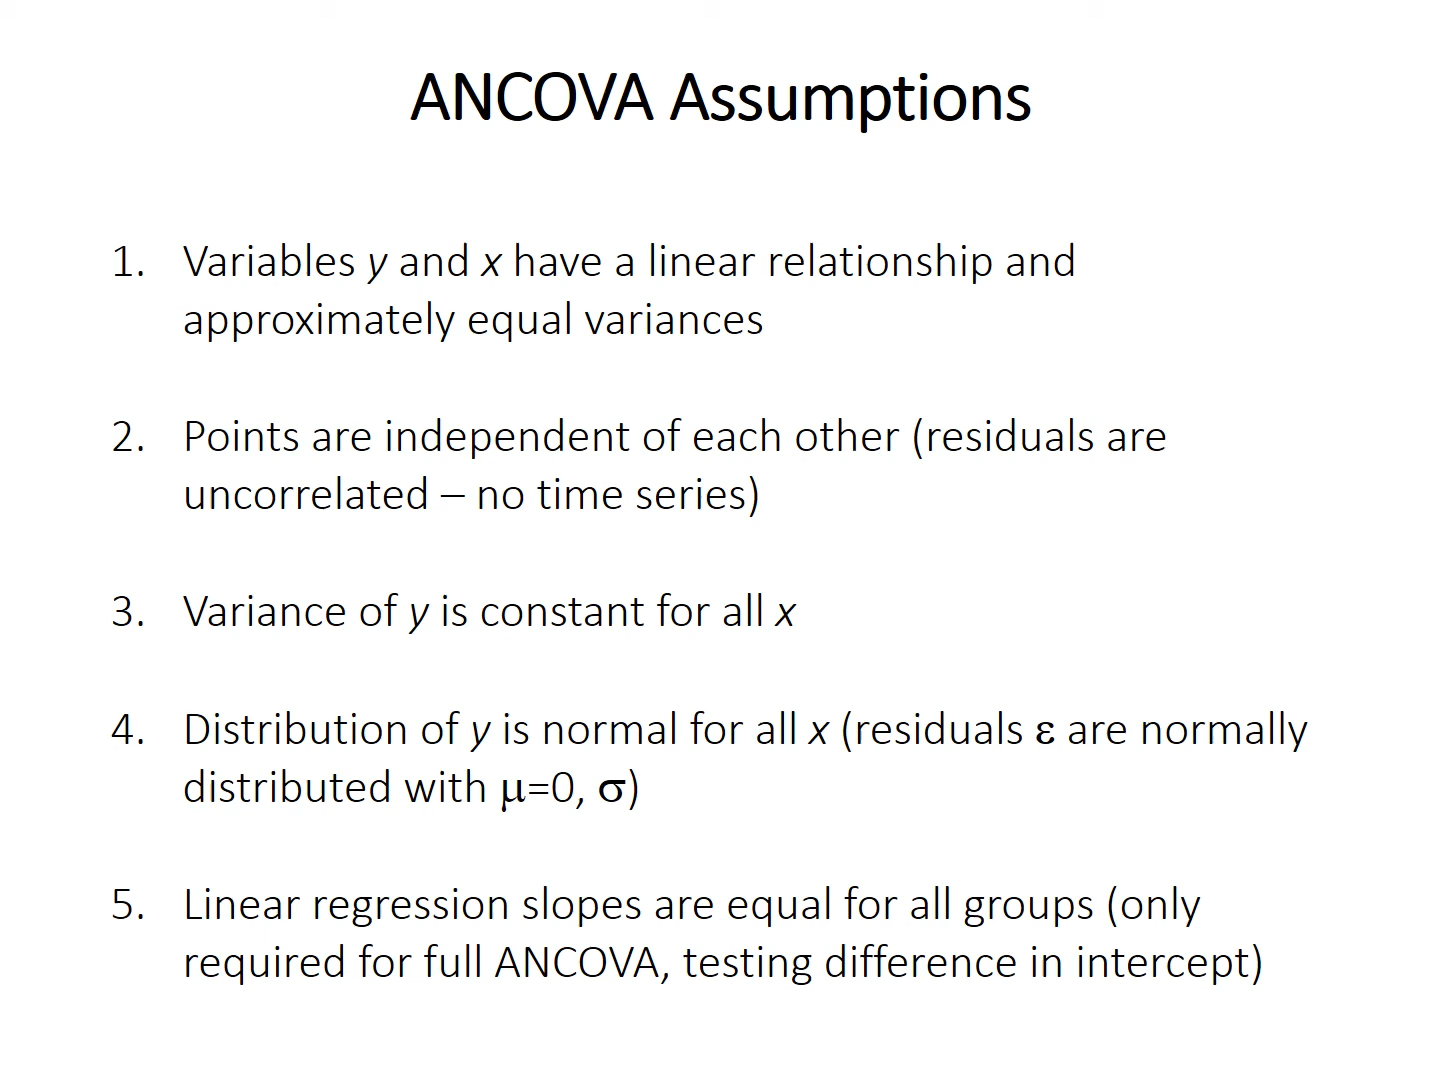 ANCOVA Assumptions
1. Variables y and x have a linear relationship and
approximately equal variances
2. Points are independent of each other (residuals are
uncorrelated – no time series)
3. Variance of y is constant for all x
4. Distribution of y is normal for all x (residuals ε are normally
distributed with μ=0, σ)
5. Linear regression slopes are equal for all groups (only
required for full ANCOVA, testing difference in intercept)